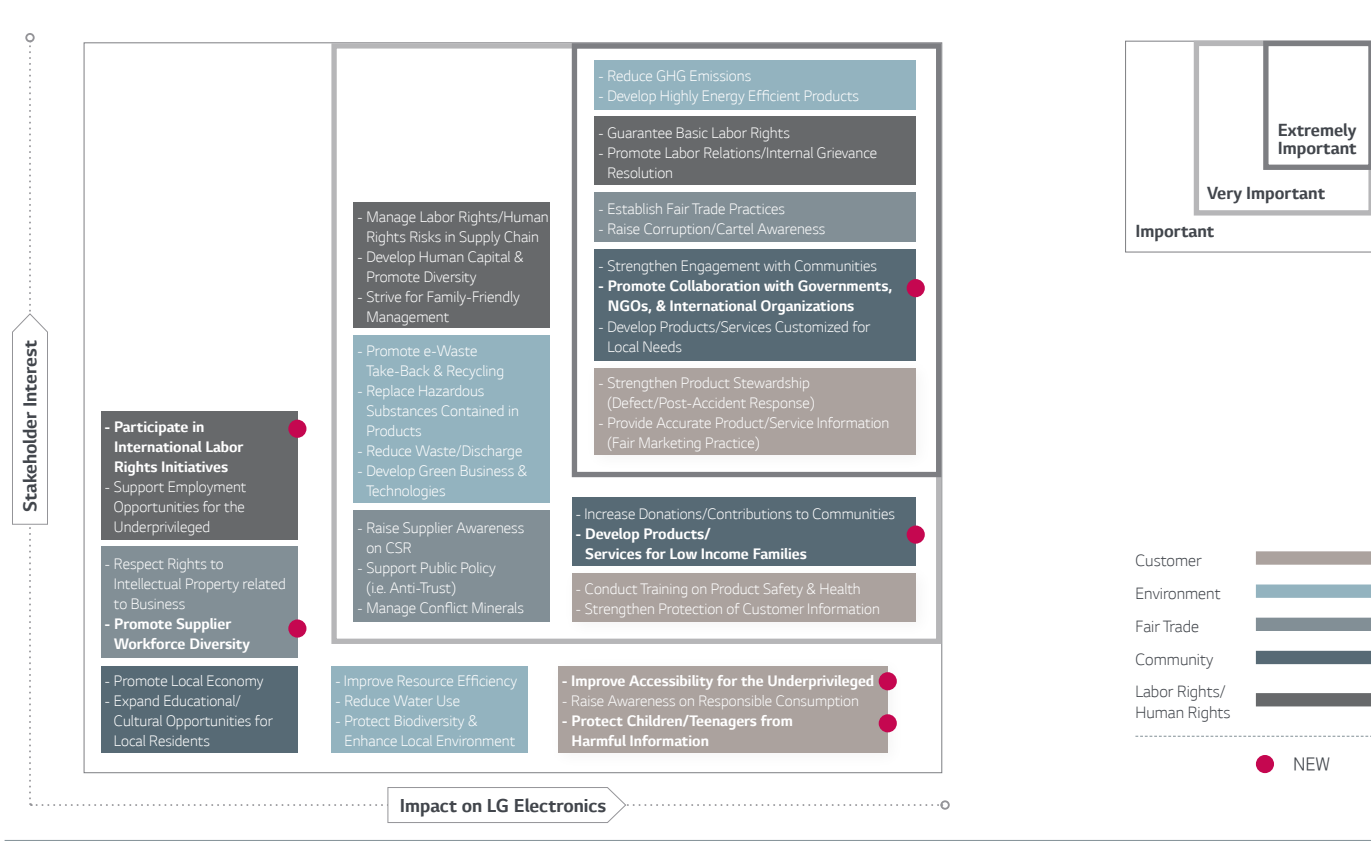 Stakeholder Interest
- Participate in
International Labor
Rights Initiatives
- Support Employment
Opportunities for the
Underprivileged
- Respect Rights to
Intellectual Property related
to Business
- Promote Supplier
Workforce Diversity
- Promote Local Economy
- Expand Educational/
Cultural Opportunities for
Local Residents
- Manage Labor Rights/Human
Rights Risks in Supply Chain
- Develop Human Capital &
Promote Diversity
- Strive for Family-Friendly
Management
- Promote e-Waste
Take-Back & Recycling
- Replace Hazardous
Substances Contained in
Products
- Reduce Waste/Discharge
- Develop Green Business &
Technologies
- Raise Supplier Awareness
on CSR
- Support Public Policy
(i.e. Anti-Trust)
- Manage Conflict Minerals
- Improve Resource Efficiency
- Reduce Water Use
- Protect Biodiversity &
Enhance Local Environment
- Reduce GHG Emissions
- Develop Highly Energy Efficient Products
- Guarantee Basic Labor Rights
- Promote Labor Relations/Internal Grievance
Resolution
- Establish Fair Trade Practices
- Raise Corruption/Cartel Awareness
- Strengthen Engagement with Communities
- Promote Collaboration with Governments,
NGOs, & International Organizations
- Develop Products/Services Customized for
Local Needs
- Strengthen Product Stewardship
(Defect/Post-Accident Response)
- Provide Accurate Product/Service Information
(Fair Marketing Practice)
- Increase Donations/Contributions to Communities
- Develop Products/
Services for Low Income Families
- Conduct Training on Product Safety & Health
- Strengthen Protection of Customer Information
- Improve Accessibility for the Underprivileged
- Raise Awareness on Responsible Consumption
- Protect Children/Teenagers from
Harmful Information
Impact on LG Electronics
Extremely
Important
Very Important
Important
Customer
Environment
Fair Trade
Community
Labor Rights/
Human Rights
NEW